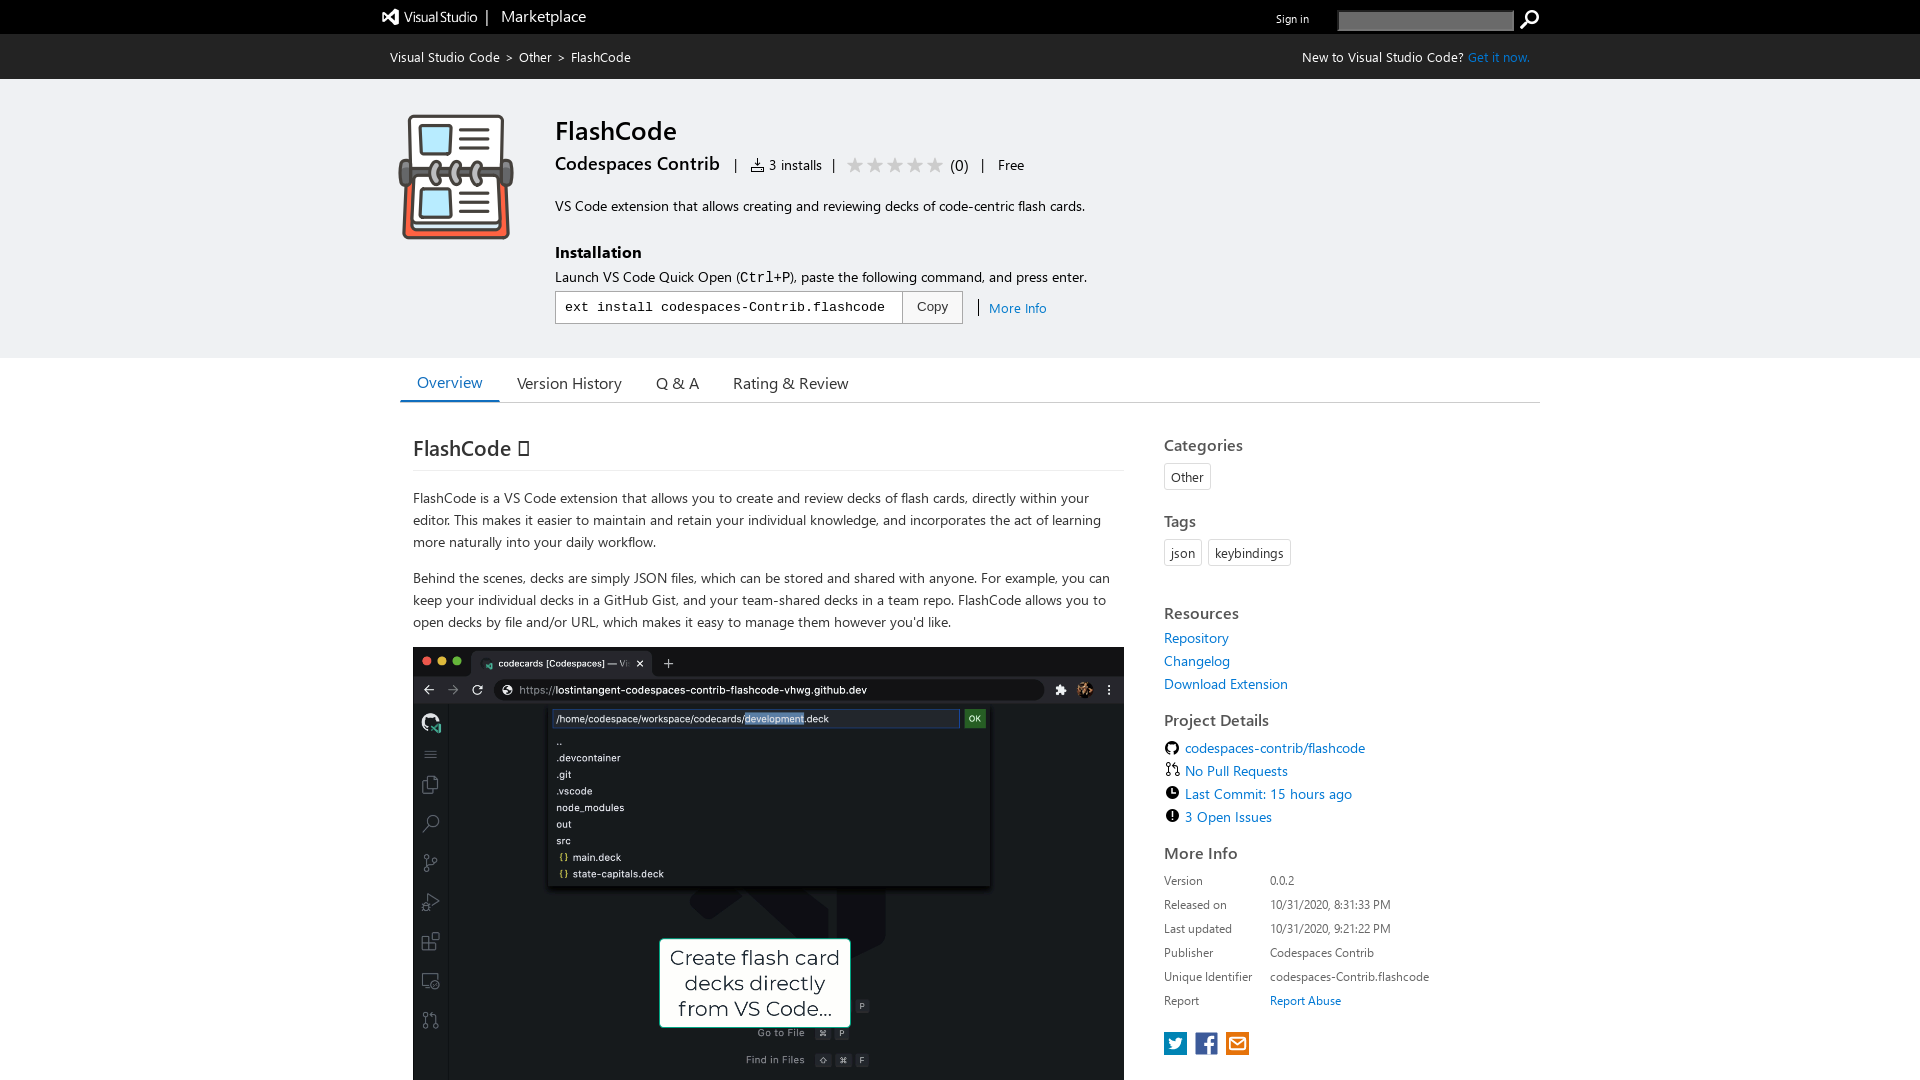 Visual Studio | Marketplace
Sign in
Visual Studio Code > Other > FlashCode
New to Visual Studio Code? Get it now.
FlashCode
Codespaces Contrib | 3 installs | (0) | Free
VS Code extension that allows creating and reviewing decks of code-centric flash cards.
Installation
Launch VS Code Quick Open (Ctrl+P), paste the following command, and press enter.
ext install codespaces-Contrib.flashcode
Copy
More Info
Overview
Version History
Q & A
Rating & Review
FlashCode
FlashCode is a VS Code extension that allows you to create and review decks of flash cards, directly within your
editor. This makes it easier to maintain and retain your individual knowledge, and incorporates the act of learning
more naturally into your daily workflow.
Behind the scenes, decks are simply JSON files, which can be stored and shared with anyone. For example, you can
keep your individual decks in a GitHub Gist, and your team-shared decks in a team repo. FlashCode allows you to
open decks by file and/or URL, which makes it easy to manage them however you'd like.
codecards [Codespaces] — Vi
https://lostintangent-codespaces-contrib-flashcode-vhwg.github.dev
/home/codespace/workspace/codecards/development.deck
OK
..
.devcontainer
.git
.vscode
node_modules
out
src
{} main.deck
{} state-capitals.deck
Create flash card
decks directly
from VS Code...
P
Go to File ⌘ P
Find in Files ⇧ ⌘ F
Categories
Other
Tags
json
keybindings
Resources
Repository
Changelog
Download Extension
Project Details
codespaces-contrib/flashcode
No Pull Requests
Last Commit: 15 hours ago
3 Open Issues
More Info
Version 0.0.2
Released on 10/31/2020, 8:31:33 PM
Last updated 10/31/2020, 9:21:22 PM
Publisher Codespaces Contrib
Unique Identifier codespaces-Contrib.flashcode
Report Report Abuse